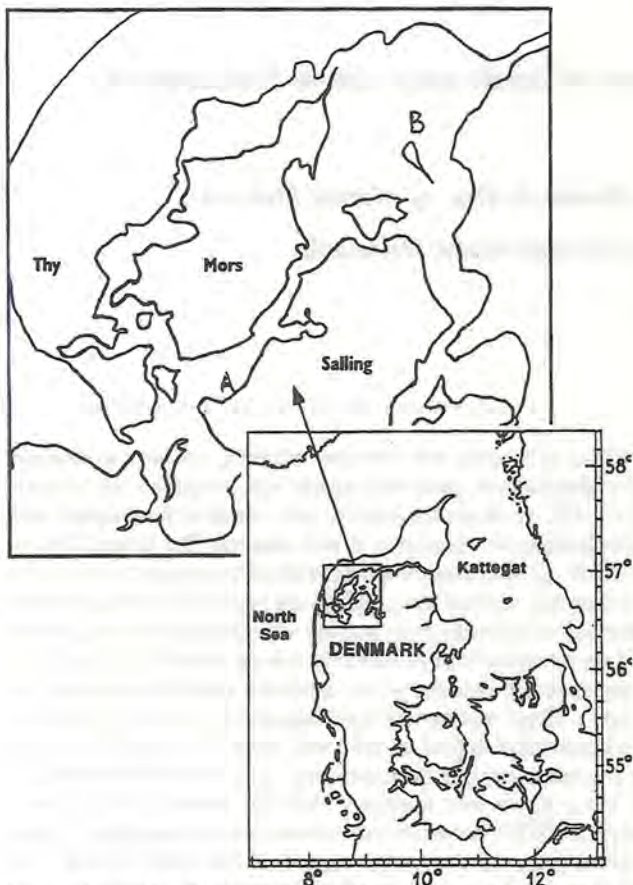 B
Thy
Mors
Salling
A
58°
57°
Kattegat
North
Sea
DENMARK
56°
55°
8°
10°
12°